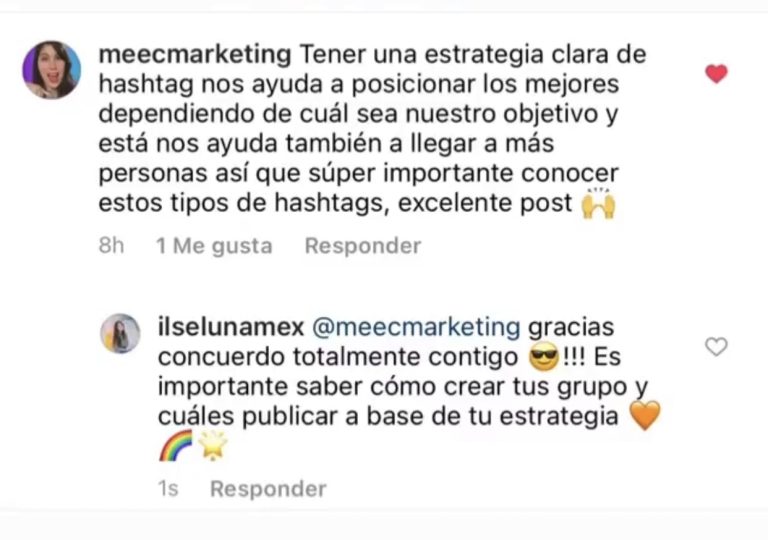 meecmarketing Tener una estrategia clara de
hashtag nos ayuda a posicionar los mejores
dependiendo de cuál sea nuestro objetivo y
está nos ayuda también a llegar a más
personas así que súper importante conocer
estos tipos de hashtags, excelente post 🙌
8h 1 Me gusta Responder
ilselunamex @meecmarketing gracias
concuerdo totalmente contigo 😎!!! Es
importante saber cómo crear tus grupo y
cuáles publicar a base de tu estrategia 🧡
🌈🌟
1s Responder